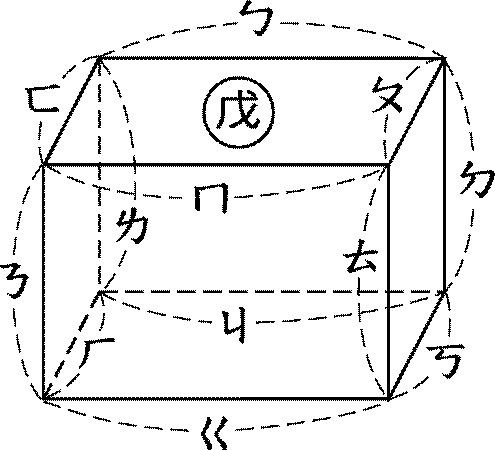 ㄅ
ㄈ
戊
ㄆ
ㄇ
ㄉ
ㄌ
ㄊ
ㄋ
ㄐ
ㄏ
ㄎ
ㄍ